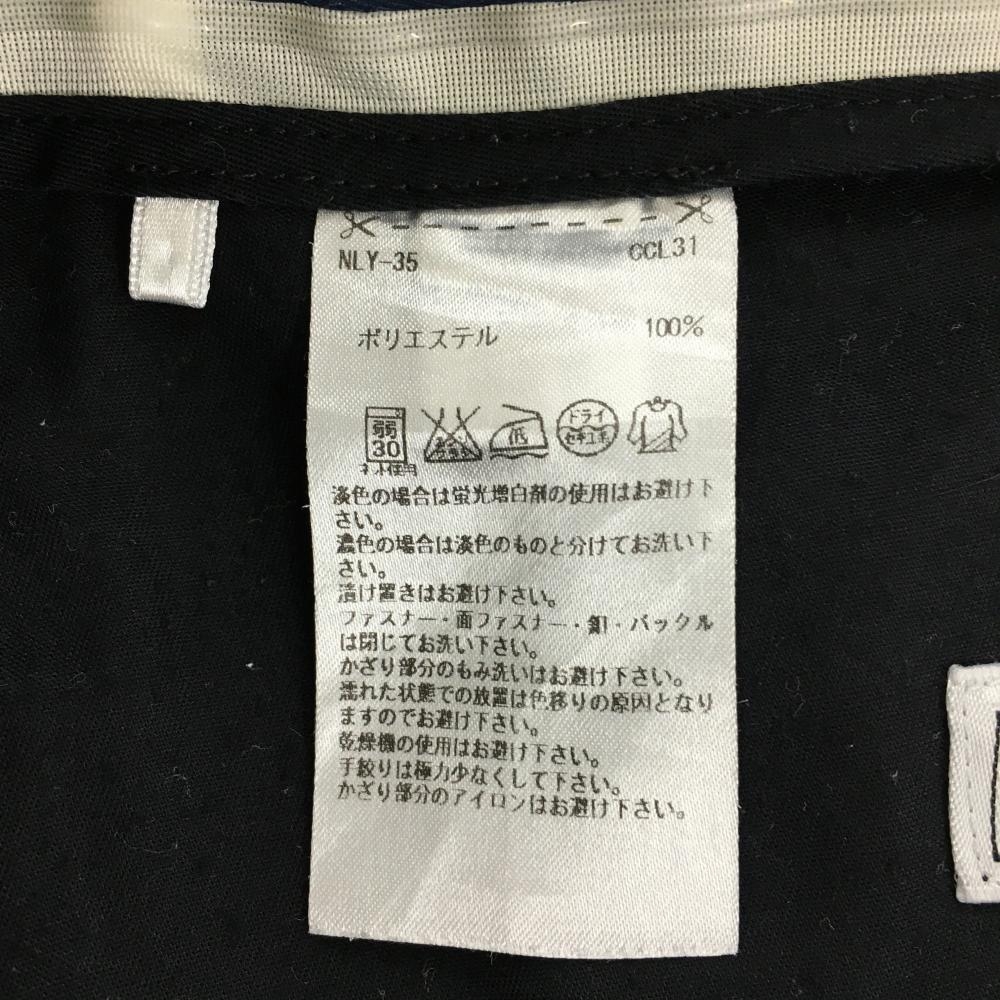 NLY-35 CCL31
ポリエステル 100%
弱
30
ネット使用
エンソサラシ
低
ドライ
セキユ系
淡色の場合は蛍光増白剤の使用はお避け下
さい。
濃色の場合は淡色のものと分けてお洗い下
さい。
漬け置きはお避け下さい。
ファスナー・面ファスナー・釦・バックル
は閉じてお洗い下さい。
かざり部分のもみ洗いはお避け下さい。
濡れた状態での放置は色移りの原因となり
ますのでお避け下さい。
乾燥機の使用はお避け下さい。
手絞りは極力少なくして下さい。
かざり部分のアイロンはお避け下さい。